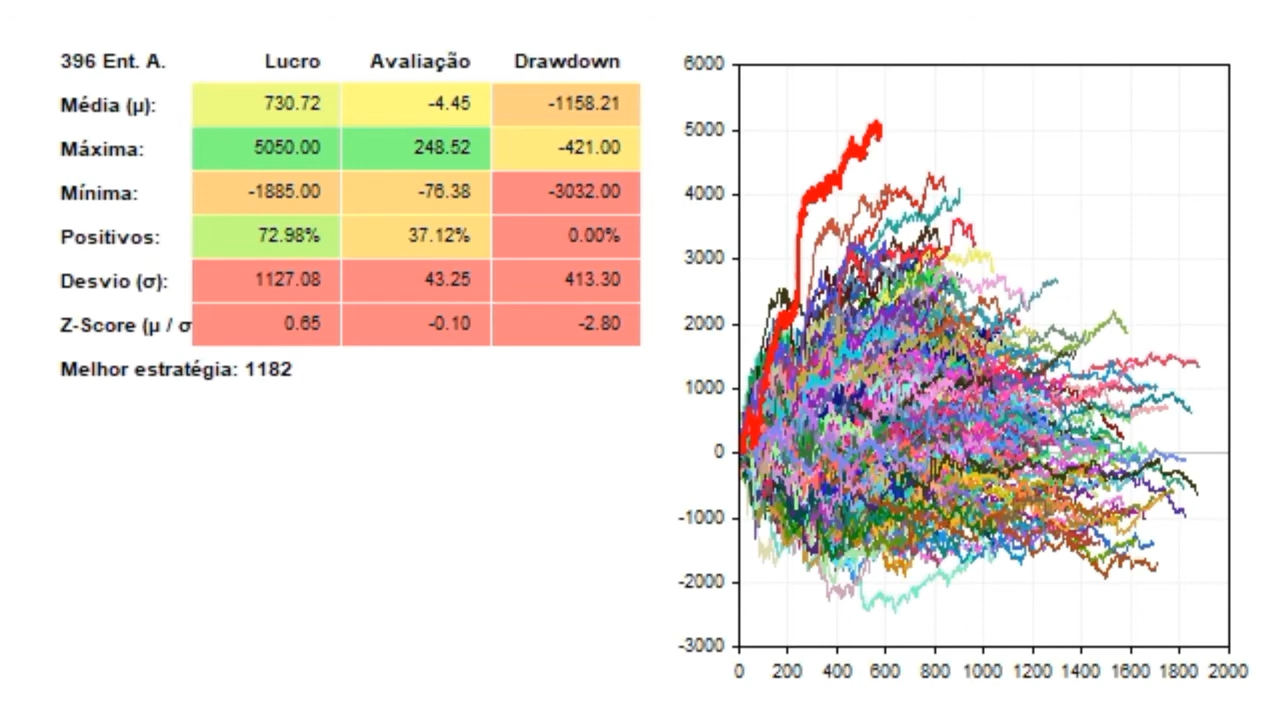 396 Ent. A. Lucro Avaliação Drawdown
Média (μ): 730.72 -4.45 -1158.21
Máxima: 5050.00 248.52 -421.00
Mínima: -1885.00 -76.38 -3032.00
Positivos: 72.98% 37.12% 0.00%
Desvio (σ): 1127.08 43.25 413.30
Z-Score (μ / σ 0.65 -0.10 -2.80
Melhor estratégia: 1182
6000
5000
4000
3000
2000
1000
0
-1000
-2000
-3000
0 200 400 600 800 1000 1200 1400 1600 1800 2000